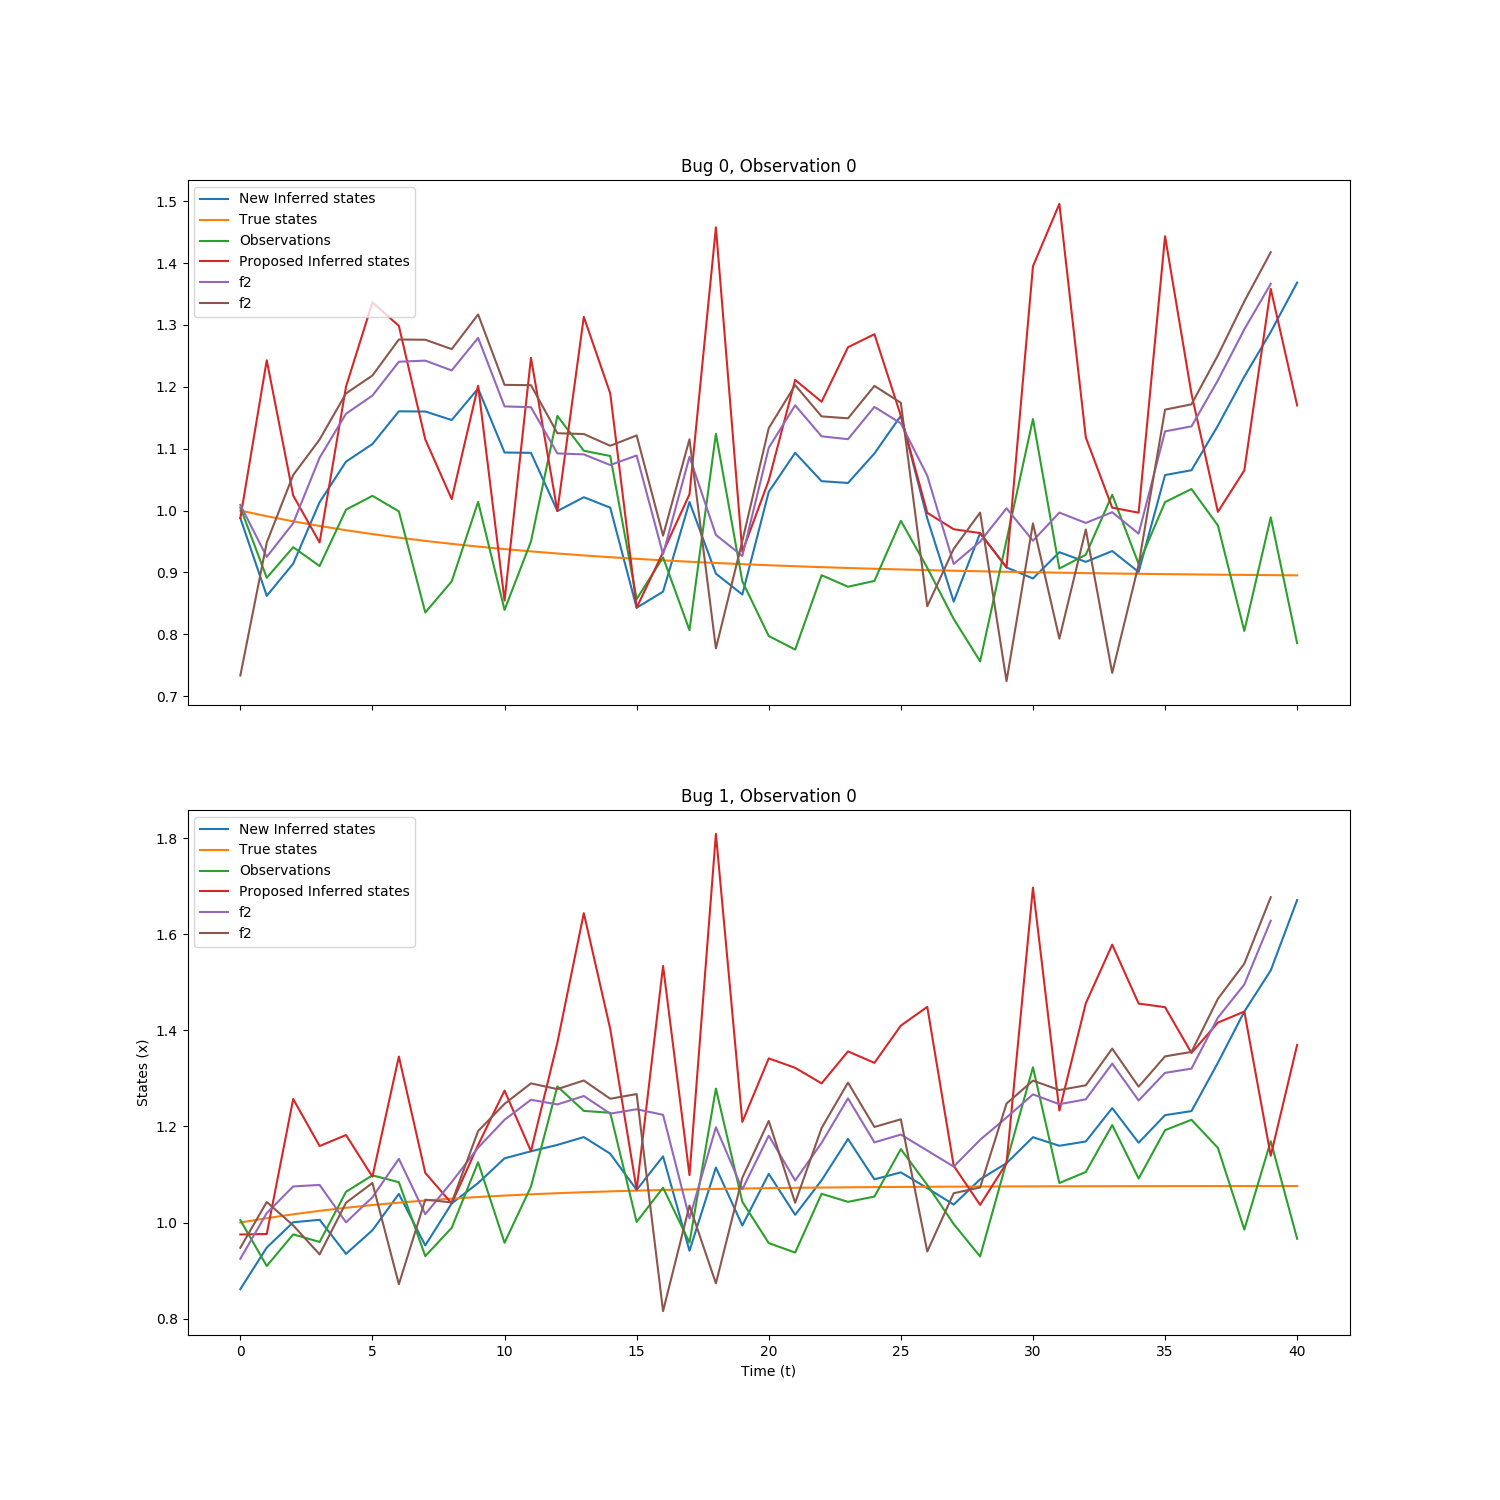 Bug 0, Observation 0
New Inferred states
True states
Observations
Proposed Inferred states
f2
f2
1.5
1.4
1.3
1.2
1.1
1.0
0.9
0.8
0.7
Bug 1, Observation 0
New Inferred states
True states
Observations
Proposed Inferred states
f2
f2
1.8
1.6
1.4
1.2
1.0
0.8
States (x)
0 5 10 15 20 25 30 35 40
Time (t)